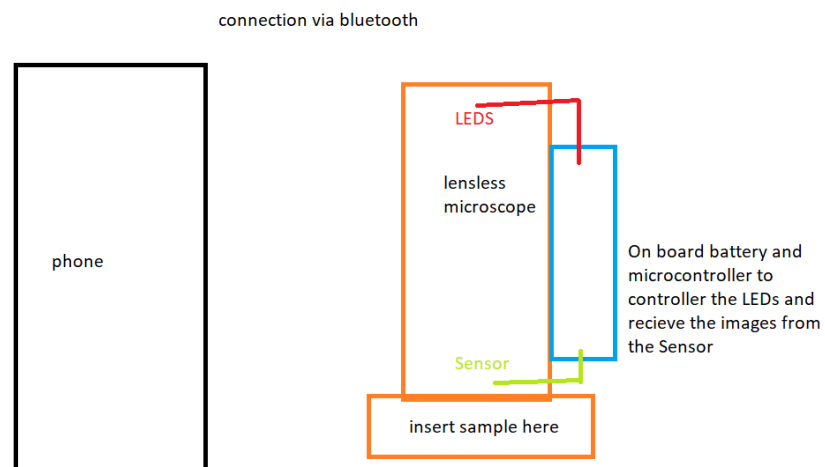 connection via bluetooth
LEDS
lensless
microscope
phone
On board battery and
microcontroller to
controller the LEDs and
recieve the images from
the Sensor
Sensor
insert sample here